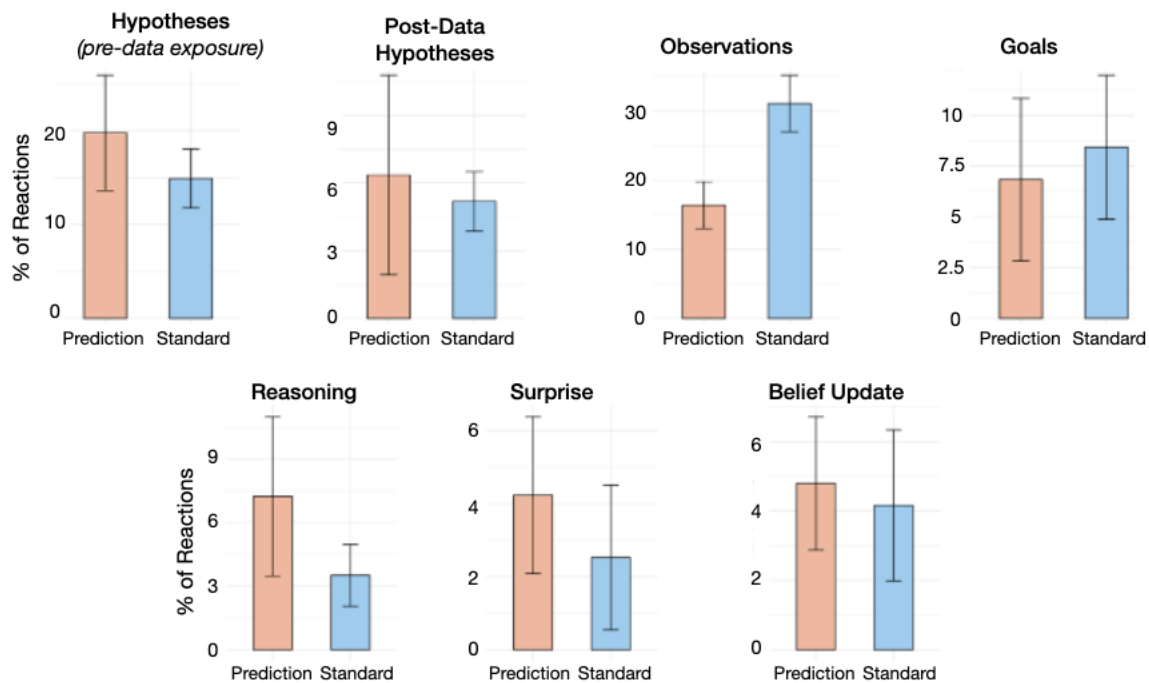 Hypotheses
(pre-data exposure)
Post-Data
Hypotheses
Observations
Goals
% of Reactions
20
10
0
Prediction Standard
9
6
3
0
Prediction Standard
30
20
10
0
Prediction Standard
10
7.5
5
2.5
0
Prediction Standard
Reasoning
Surprise
Belief Update
% of Reactions
9
6
3
0
Prediction Standard
6
4
2
0
Prediction Standard
6
4
2
0
Prediction Standard